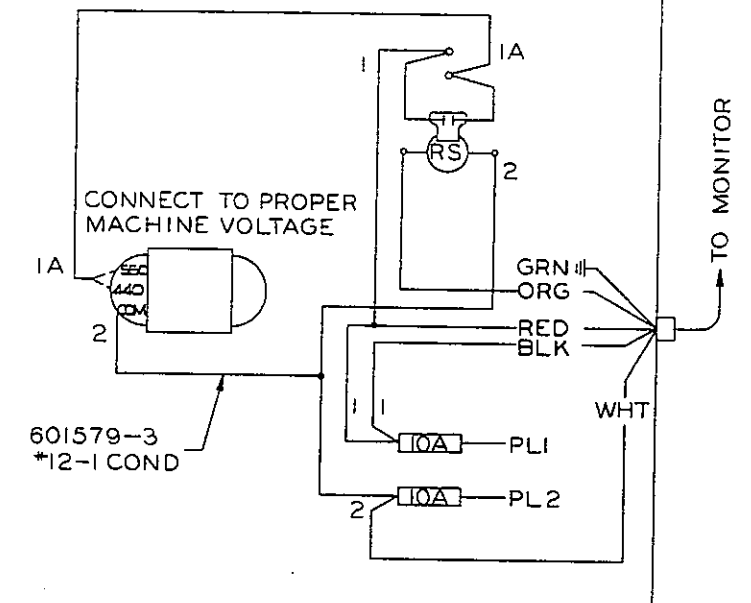 1
1A
RS
2
TO MONITOR
CONNECT TO PROPER
MACHINE VOLTAGE
1A
550
440
COM
2
GRN
ORG
RED
BLK
WHT
601579-3
#12-1 COND
1
1
10A
PL1
2
10A
PL2